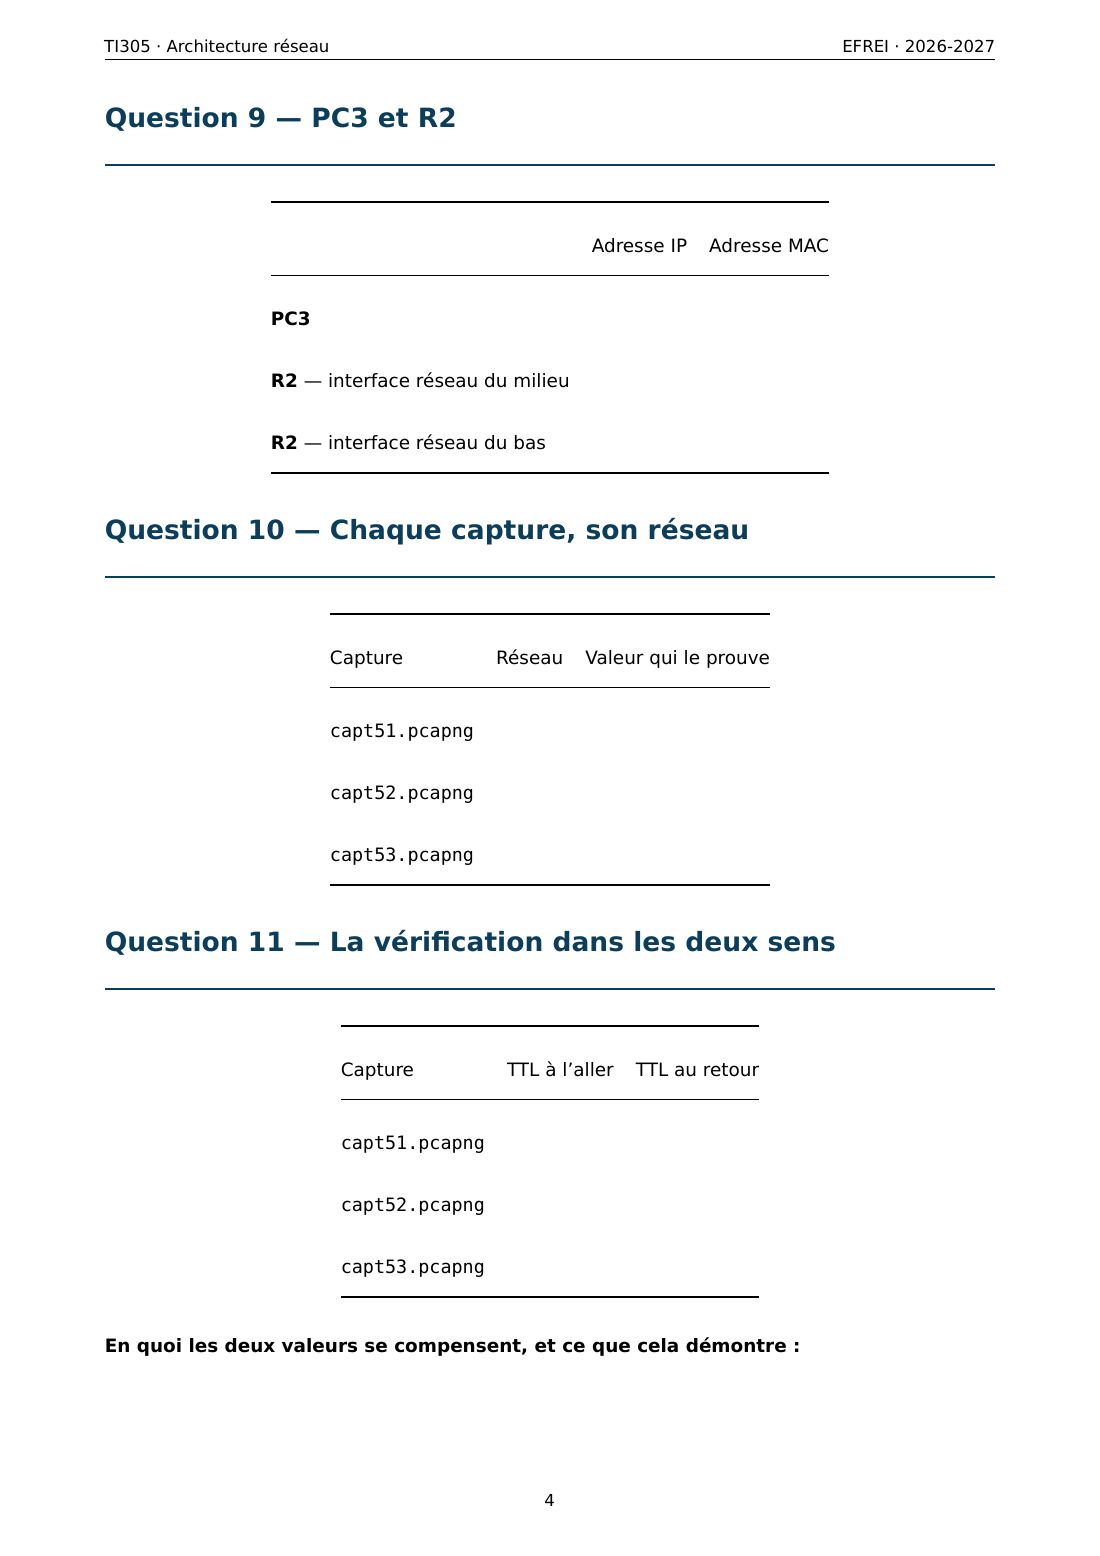 TI305 · Architecture réseau EFREI · 2026-2027
Question 9 — PC3 et R2
Adresse IP Adresse MAC
PC3
R2 — interface réseau du milieu
R2 — interface réseau du bas
Question 10 — Chaque capture, son réseau
Capture Réseau Valeur qui le prouve
capt51.pcapng
capt52.pcapng
capt53.pcapng
Question 11 — La vérification dans les deux sens
Capture TTL à l’aller TTL au retour
capt51.pcapng
capt52.pcapng
capt53.pcapng
En quoi les deux valeurs se compensent, et ce que cela démontre :
4